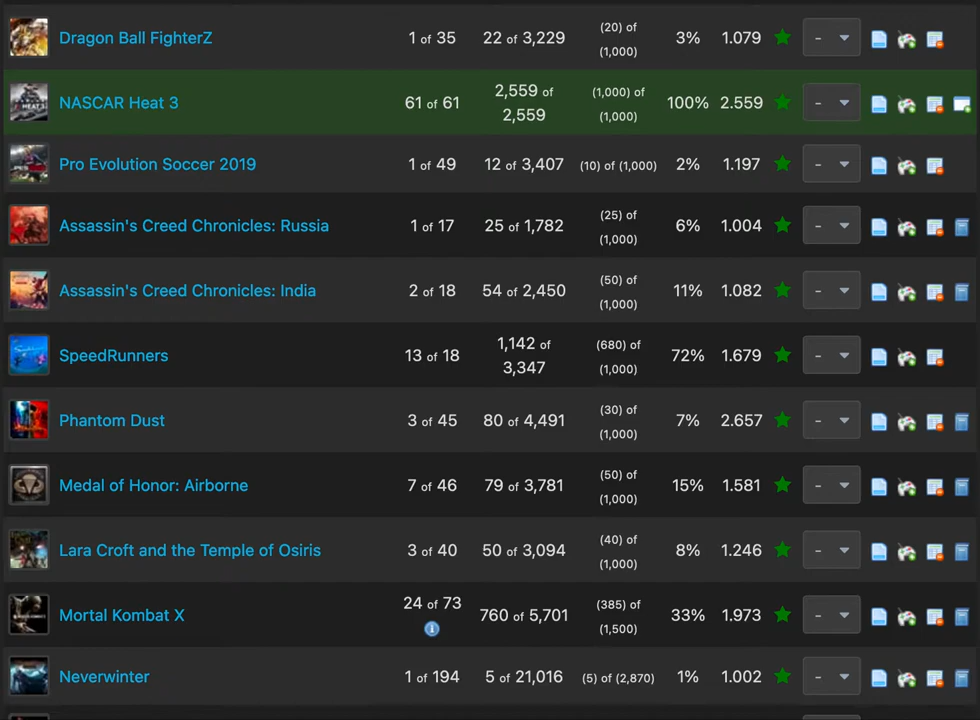 Dragon Ball FighterZ 1 of 35 22 of 3,229 (20) of (1,000) 3% 1.079 -
NASCAR Heat 3 61 of 61 2,559 of 2,559 (1,000) of (1,000) 100% 2.559 -
Pro Evolution Soccer 2019 1 of 49 12 of 3,407 (10) of (1,000) 2% 1.197 -
Assassin's Creed Chronicles: Russia 1 of 17 25 of 1,782 (25) of (1,000) 6% 1.004 -
Assassin's Creed Chronicles: India 2 of 18 54 of 2,450 (50) of (1,000) 11% 1.082 -
SpeedRunners 13 of 18 1,142 of 3,347 (680) of (1,000) 72% 1.679 -
Phantom Dust 3 of 45 80 of 4,491 (30) of (1,000) 7% 2.657 -
Medal of Honor: Airborne 7 of 46 79 of 3,781 (50) of (1,000) 15% 1.581 -
Lara Croft and the Temple of Osiris 3 of 40 50 of 3,094 (40) of (1,000) 8% 1.246 -
Mortal Kombat X 24 of 73 760 of 5,701 (385) of (1,500) 33% 1.973 -
Neverwinter 1 of 194 5 of 21,016 (5) of (2,870) 1% 1.002 -